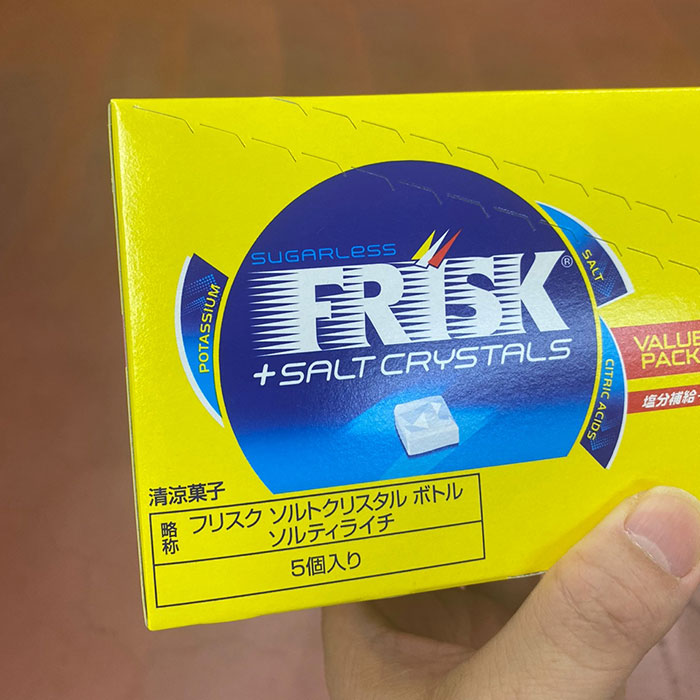 SUGARLESS
FRISK®
+SALT CRYSTALS
POTASSIUM
SALT
CITRIC ACIDS
VALUE
PACK
塩分補給
清涼菓子
略称 フリスク ソルトクリスタル ボトル
ソルティライチ
5個入り